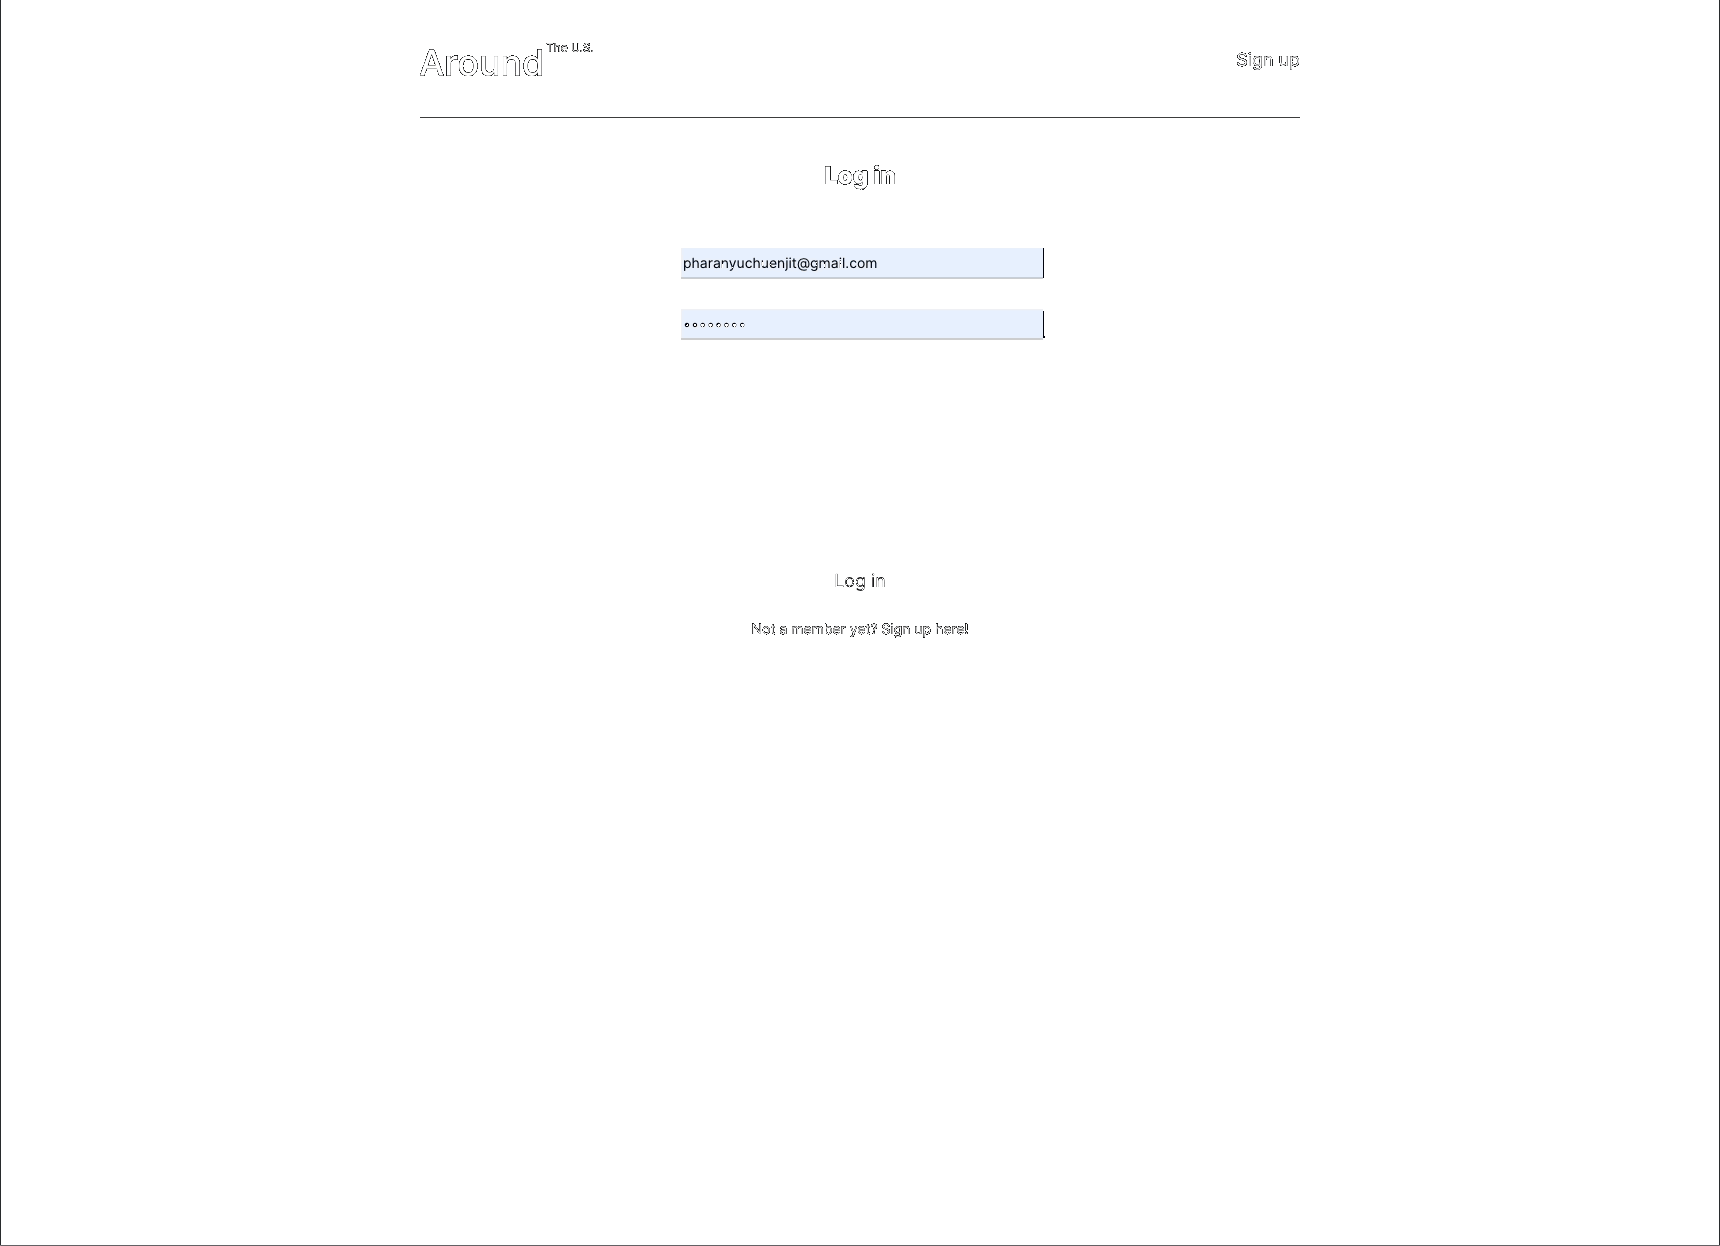 Around The U.S.
Sign up
Log in
pharanyuchuenjit@gmail.com
Log in
Not a member yet? Sign up here!